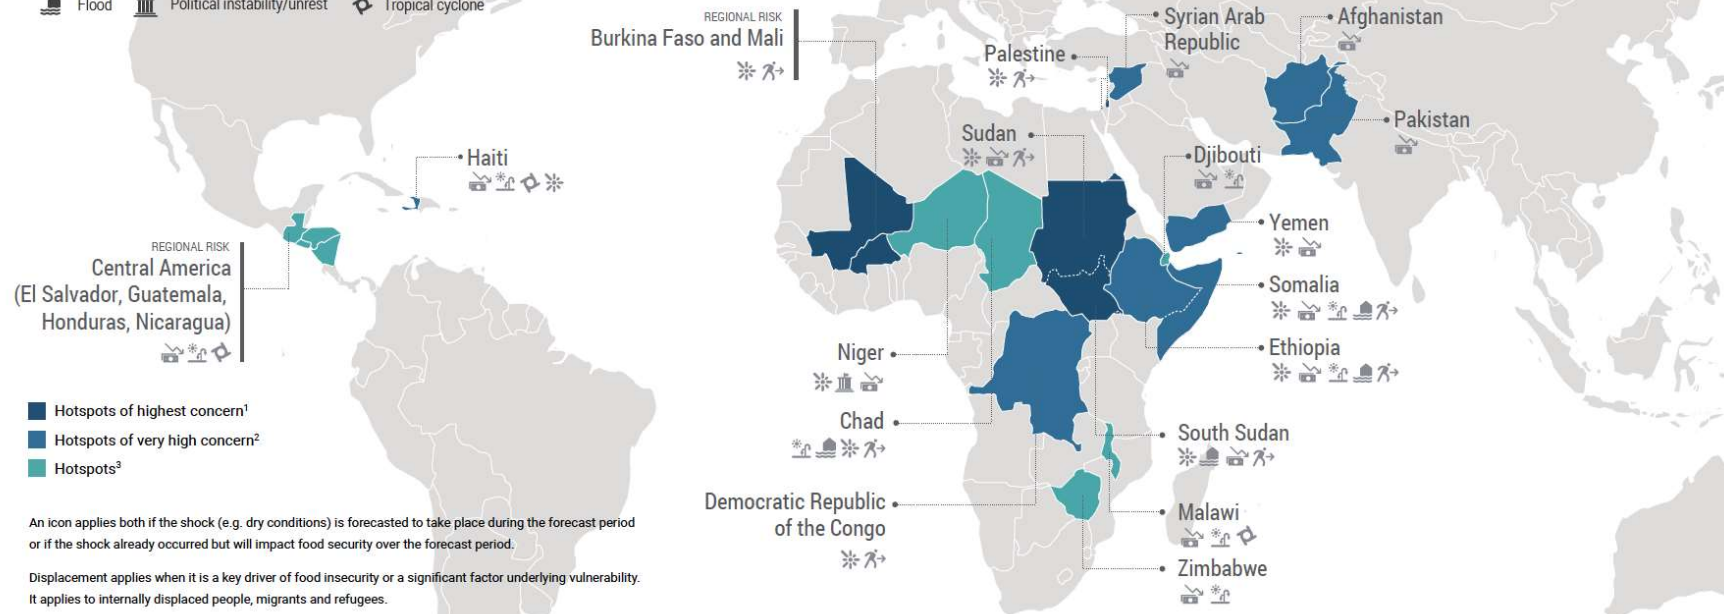 Flood
Political instability/unrest
Tropical cyclone
REGIONAL RISK
Burkina Faso and Mali
Palestine
Syrian Arab
Republic
Afghanistan
Pakistan
Sudan
Djibouti
Haiti
Yemen
REGIONAL RISK
Central America
(El Salvador, Guatemala,
Honduras, Nicaragua)
Somalia
Niger
Ethiopia
Hotspots of highest concern¹
Hotspots of very high concern²
Hotspots³
Chad
South Sudan
Democratic Republic
of the Congo
Malawi
Zimbabwe
An icon applies both if the shock (e.g. dry conditions) is forecasted to take place during the forecast period
or if the shock already occurred but will impact food security over the forecast period.
Displacement applies when it is a key driver of food insecurity or a significant factor underlying vulnerability.
It applies to internally displaced people, migrants and refugees.